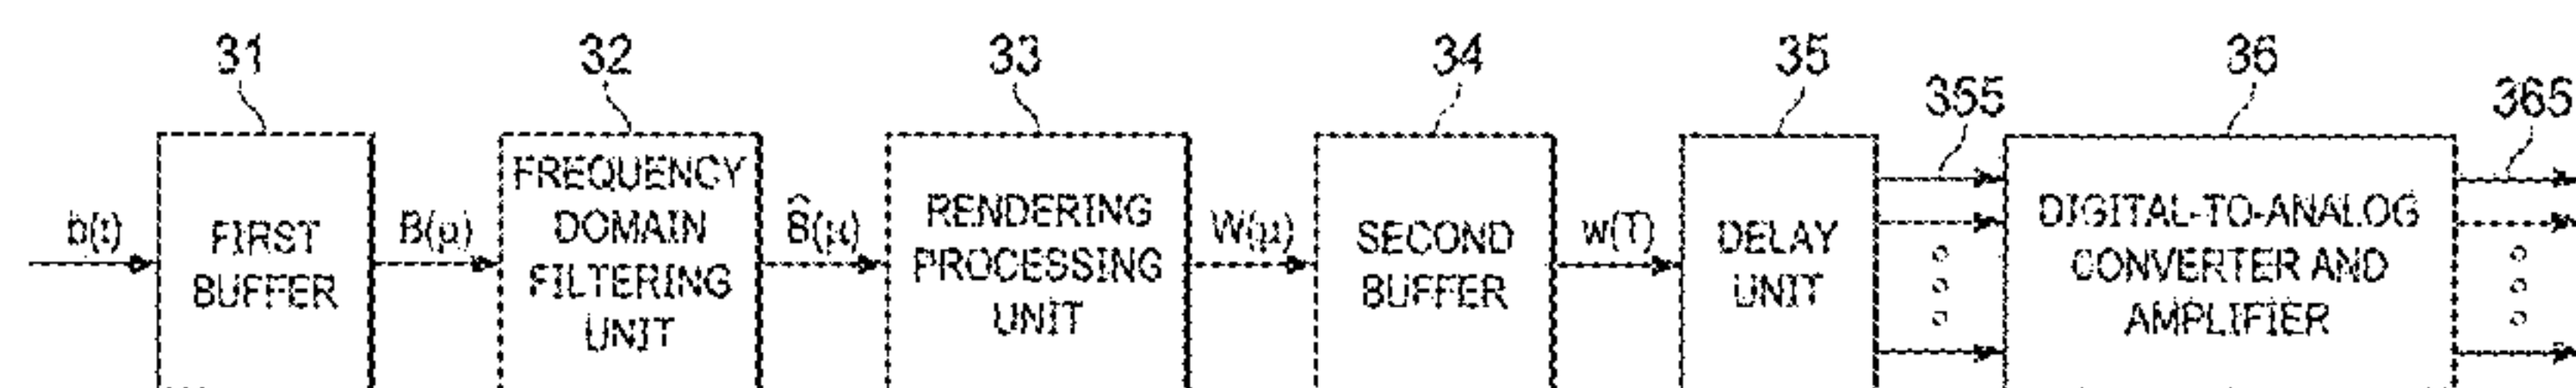 31
32
33
34
35
355
36
365
b(t)
FIRST
BUFFER
B(μ)
FREQUENCY
DOMAIN
FILTERING
UNIT
B̂(μ)
RENDERING
PROCESSING
UNIT
W(μ)
SECOND
BUFFER
w(T)
DELAY
UNIT
DIGITAL-TO-ANALOG
CONVERTER AND
AMPLIFIER